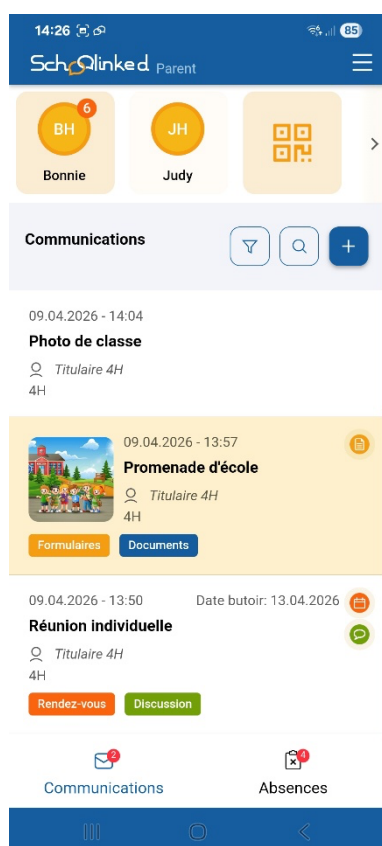 14:26
85
Schoolinked Parent
6
BH
JH
Bonnie
Judy
Communications
09.04.2026 - 14:04
Photo de classe
Titulaire 4H
4H
09.04.2026 - 13:57
Promenade d'école
Titulaire 4H
4H
Formulaires
Documents
09.04.2026 - 13:50
Date butoir: 13.04.2026
Réunion individuelle
Titulaire 4H
4H
Rendez-vous
Discussion
2
4
Communications
Absences